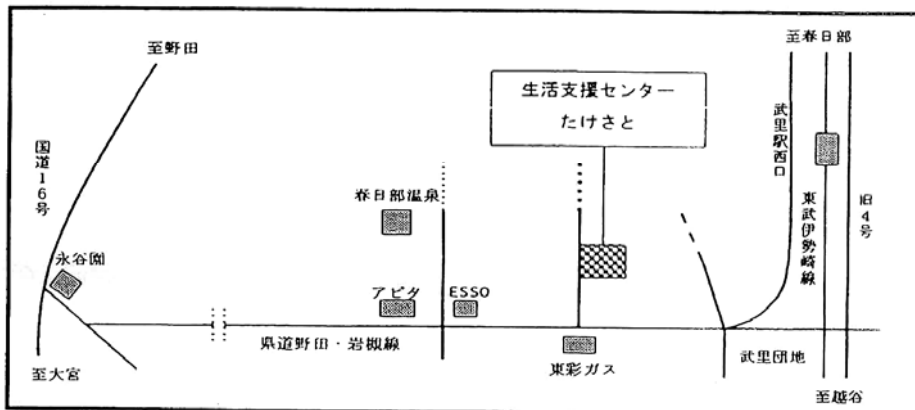 至野田
至春日部
生活支援センター
たけさと
国道16号
武里駅西口
東武伊勢崎線
旧4号
春日部温泉
永谷園
アピタ
ESSO
県道野田・岩槻線
東彩ガス
武里団地
至大宮
至越谷